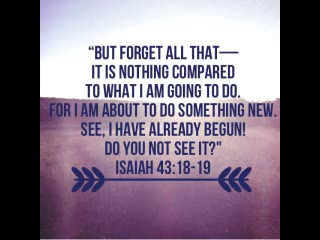 “BUT FORGET ALL THAT—
IT IS NOTHING COMPARED
TO WHAT I AM GOING TO DO.
FOR I AM ABOUT TO DO SOMETHING NEW.
SEE, I HAVE ALREADY BEGUN!
DO YOU NOT SEE IT?"
ISAIAH 43:18-19